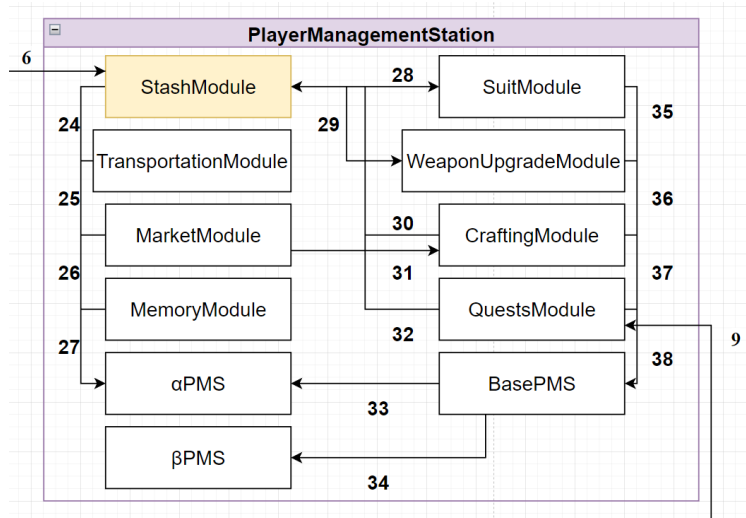 PlayerManagementStation
6
StashModule
28
SuitModule
24
29
35
TransportationModule
WeaponUpgradeModule
25
36
MarketModule
30
CraftingModule
26
31
37
MemoryModule
QuestsModule
27
32
38
9
αPMS
BasePMS
33
βPMS
34